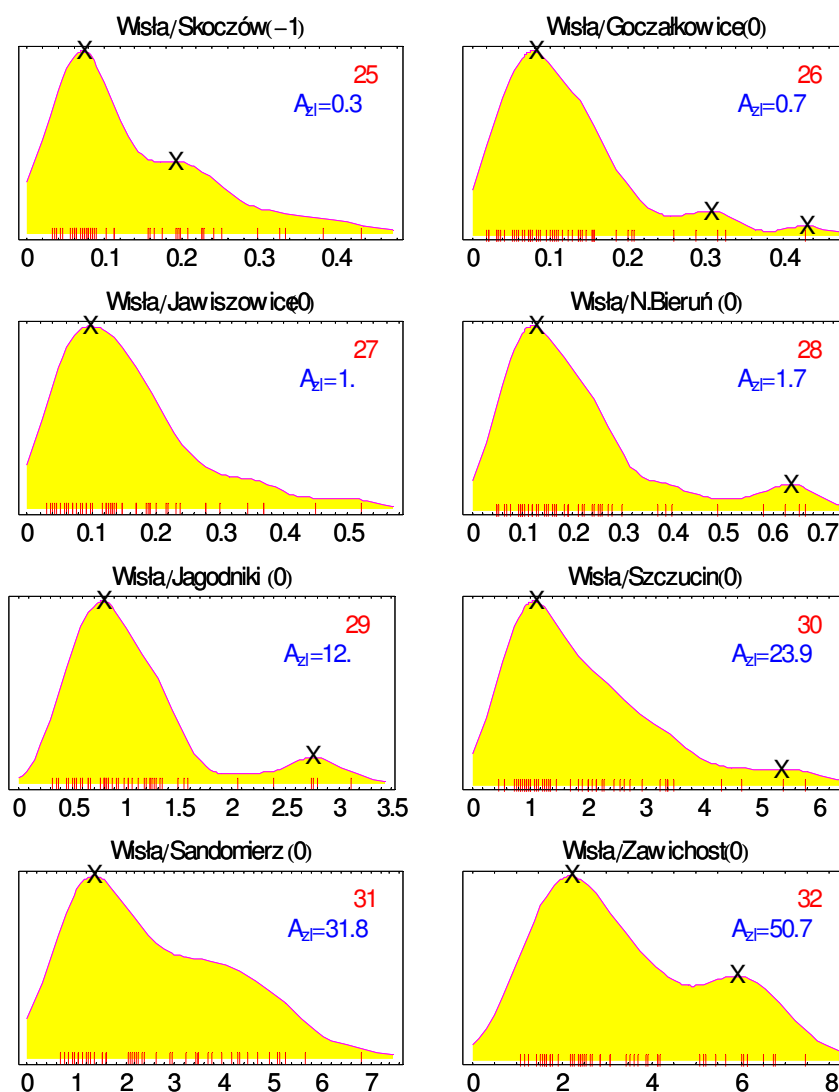 Wisła/Skoczów(-1)
25
Azl=0.3
0 0.1 0.2 0.3 0.4
Wisła/Goczałkowice(0)
26
Azl=0.7
0 0.1 0.2 0.3 0.4
Wisła/Jawiszowice(0)
27
Azl=1.
0 0.1 0.2 0.3 0.4 0.5
Wisła/N.Bieruń (0)
28
Azl=1.7
0 0.1 0.2 0.3 0.4 0.5 0.6 0.7
Wisła/Jagodniki (0)
29
Azl=12.
0 0.5 1 1.5 2 2.5 3 3.5
Wisła/Szczucin(0)
30
Azl=23.9
0 1 2 3 4 5 6
Wisła/Sandomierz (0)
31
Azl=31.8
0 1 2 3 4 5 6 7
Wisła/Zawichost(0)
32
Azl=50.7
0 2 4 6 8